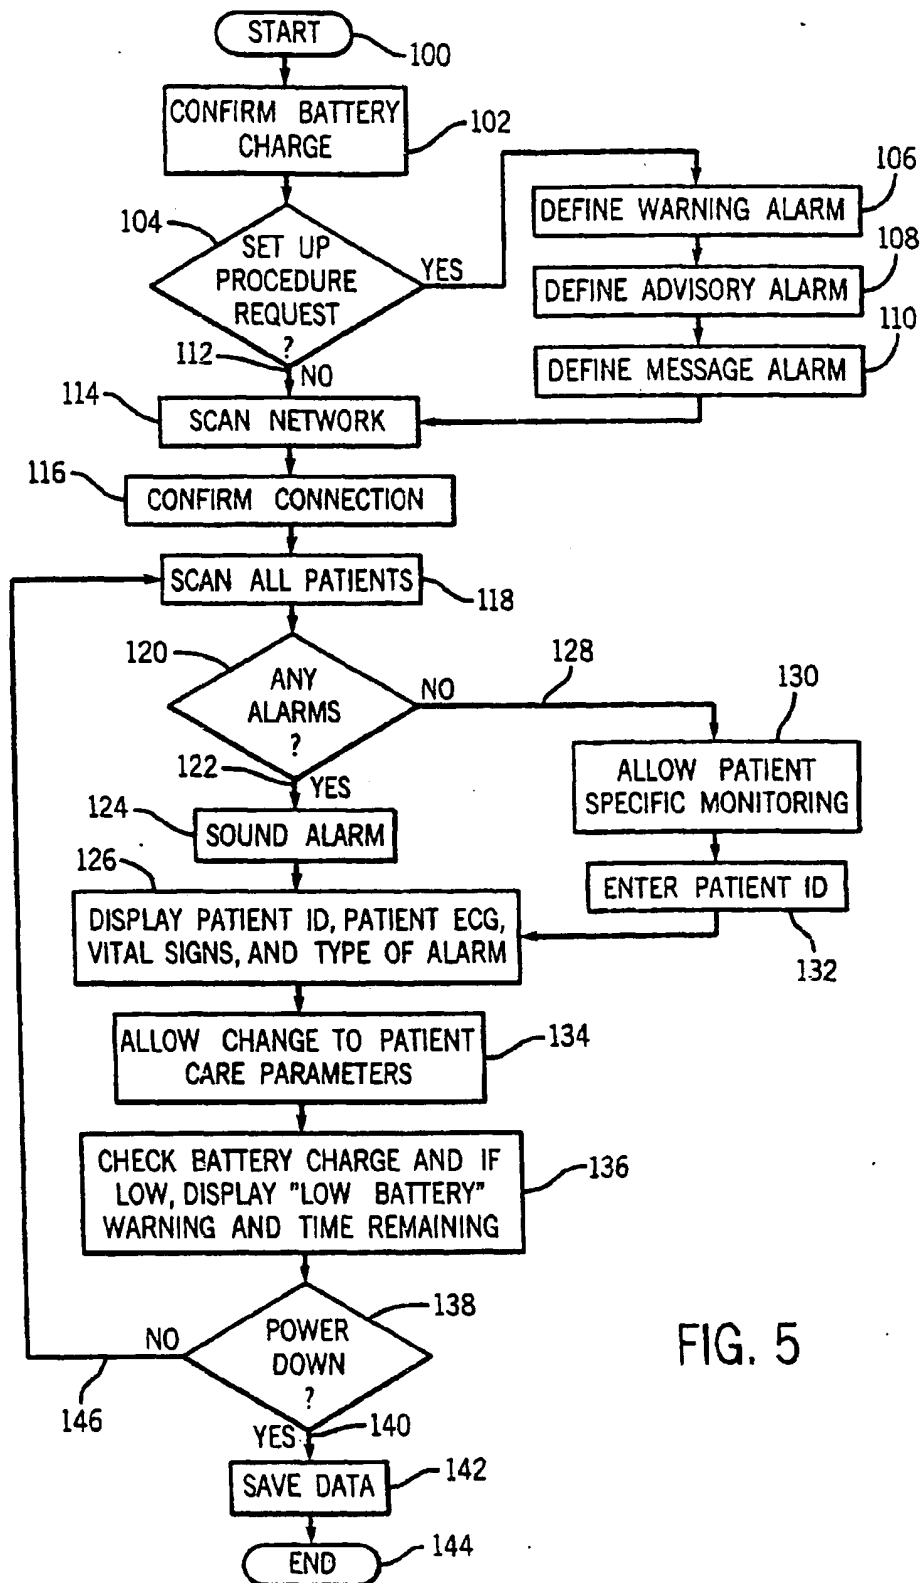 START
100
CONFIRM BATTERY
CHARGE
102
104
SET UP
PROCEDURE
REQUEST
?
YES
106
DEFINE WARNING ALARM
108
DEFINE ADVISORY ALARM
110
DEFINE MESSAGE ALARM
112
NO
114
SCAN NETWORK
116
CONFIRM CONNECTION
SCAN ALL PATIENTS
118
120
ANY
ALARMS
?
NO
128
130
ALLOW PATIENT
SPECIFIC MONITORING
122
YES
124
SOUND ALARM
ENTER PATIENT ID
132
126
DISPLAY PATIENT ID, PATIENT ECG,
VITAL SIGNS, AND TYPE OF ALARM
ALLOW CHANGE TO PATIENT
CARE PARAMETERS
134
CHECK BATTERY CHARGE AND IF
LOW, DISPLAY "LOW BATTERY"
WARNING AND TIME REMAINING
136
138
POWER
DOWN
?
NO
146
YES
140
SAVE DATA
142
END
144
FIG. 5